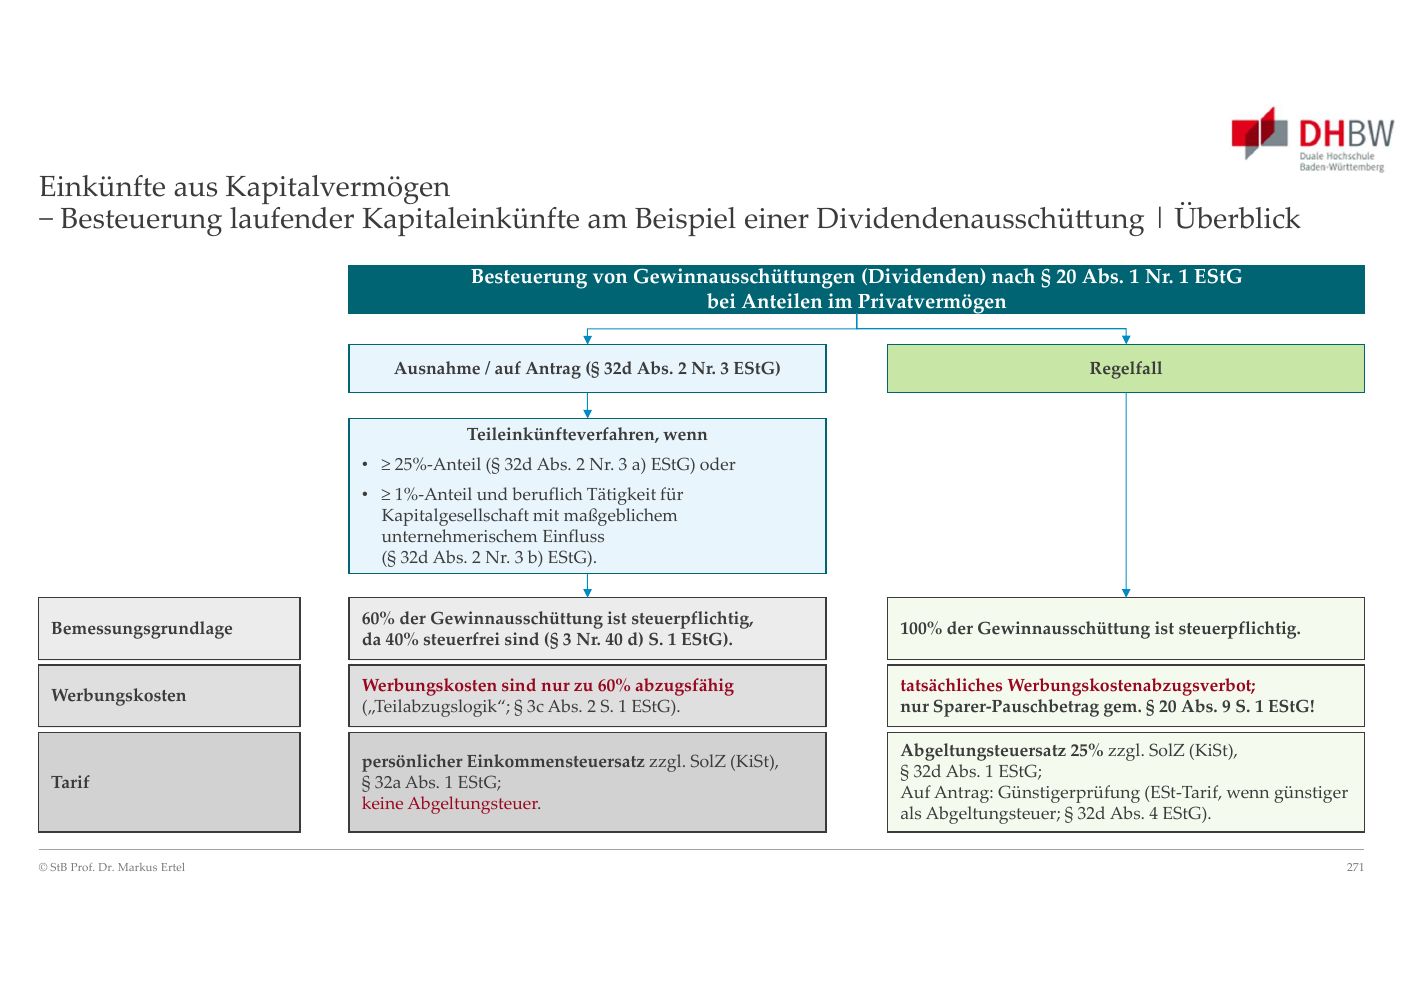 DHBW
Duale Hochschule
Baden-Württemberg
Einkünfte aus Kapitalvermögen
– Besteuerung laufender Kapitaleinkünfte am Beispiel einer Dividendenausschüttung | Überblick
Besteuerung von Gewinnausschüttungen (Dividenden) nach § 20 Abs. 1 Nr. 1 EStG
bei Anteilen im Privatvermögen
Ausnahme / auf Antrag (§ 32d Abs. 2 Nr. 3 EStG)
Regelfall
Teileinkünfteverfahren, wenn
• ≥ 25%-Anteil (§ 32d Abs. 2 Nr. 3 a) EStG) oder
• ≥ 1%-Anteil und beruflich Tätigkeit für
Kapitalgesellschaft mit maßgeblichem
unternehmerischem Einfluss
(§ 32d Abs. 2 Nr. 3 b) EStG).
Bemessungsgrundlage
60% der Gewinnausschüttung ist steuerpflichtig,
da 40% steuerfrei sind (§ 3 Nr. 40 d) S. 1 EStG).
100% der Gewinnausschüttung ist steuerpflichtig.
Werbungskosten
Werbungskosten sind nur zu 60% abzugsfähig
(„Teilabzugslogik“; § 3c Abs. 2 S. 1 EStG).
tatsächliches Werbungskostenabzugsverbot;
nur Sparer-Pauschbetrag gem. § 20 Abs. 9 S. 1 EStG!
Tarif
persönlicher Einkommensteuersatz zzgl. SolZ (KiSt),
§ 32a Abs. 1 EStG;
keine Abgeltungsteuer.
Abgeltungsteuersatz 25% zzgl. SolZ (KiSt),
§ 32d Abs. 1 EStG;
Auf Antrag: Günstigerprüfung (ESt-Tarif, wenn günstiger
als Abgeltungsteuer; § 32d Abs. 4 EStG).
© StB Prof. Dr. Markus Ertel
271